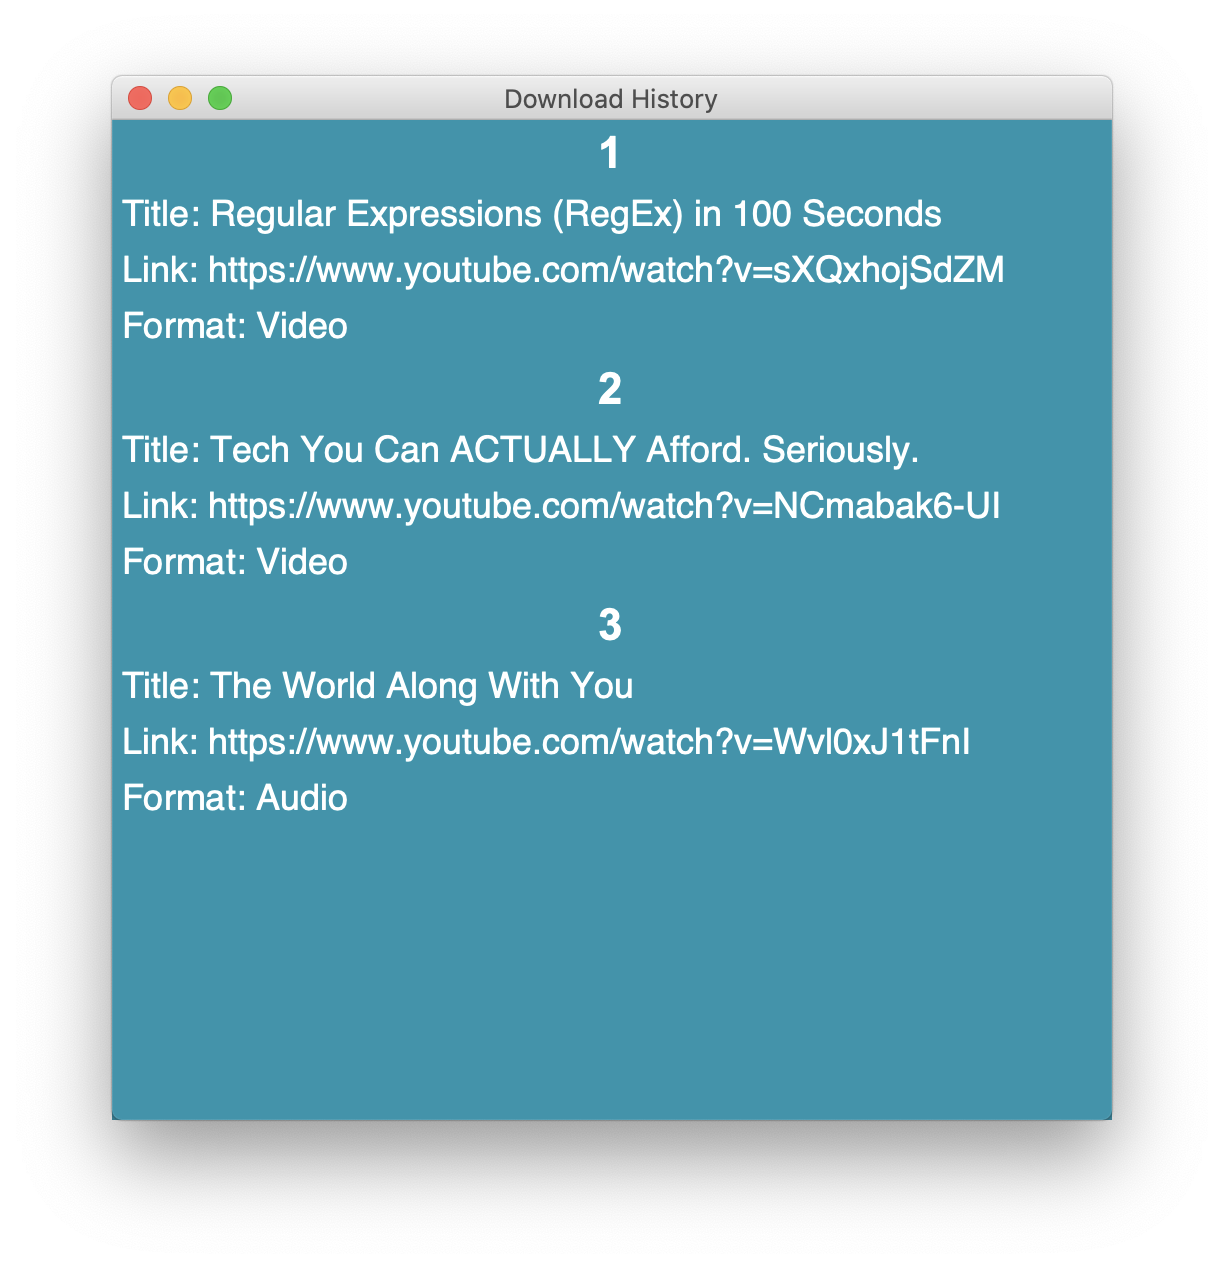 Download History
1
Title: Regular Expressions (RegEx) in 100 Seconds
Link: https://www.youtube.com/watch?v=sXQxhojSdZM
Format: Video
2
Title: Tech You Can ACTUALLY Afford. Seriously.
Link: https://www.youtube.com/watch?v=NCmabak6-UI
Format: Video
3
Title: The World Along With You
Link: https://www.youtube.com/watch?v=Wvl0xJ1tFnI
Format: Audio